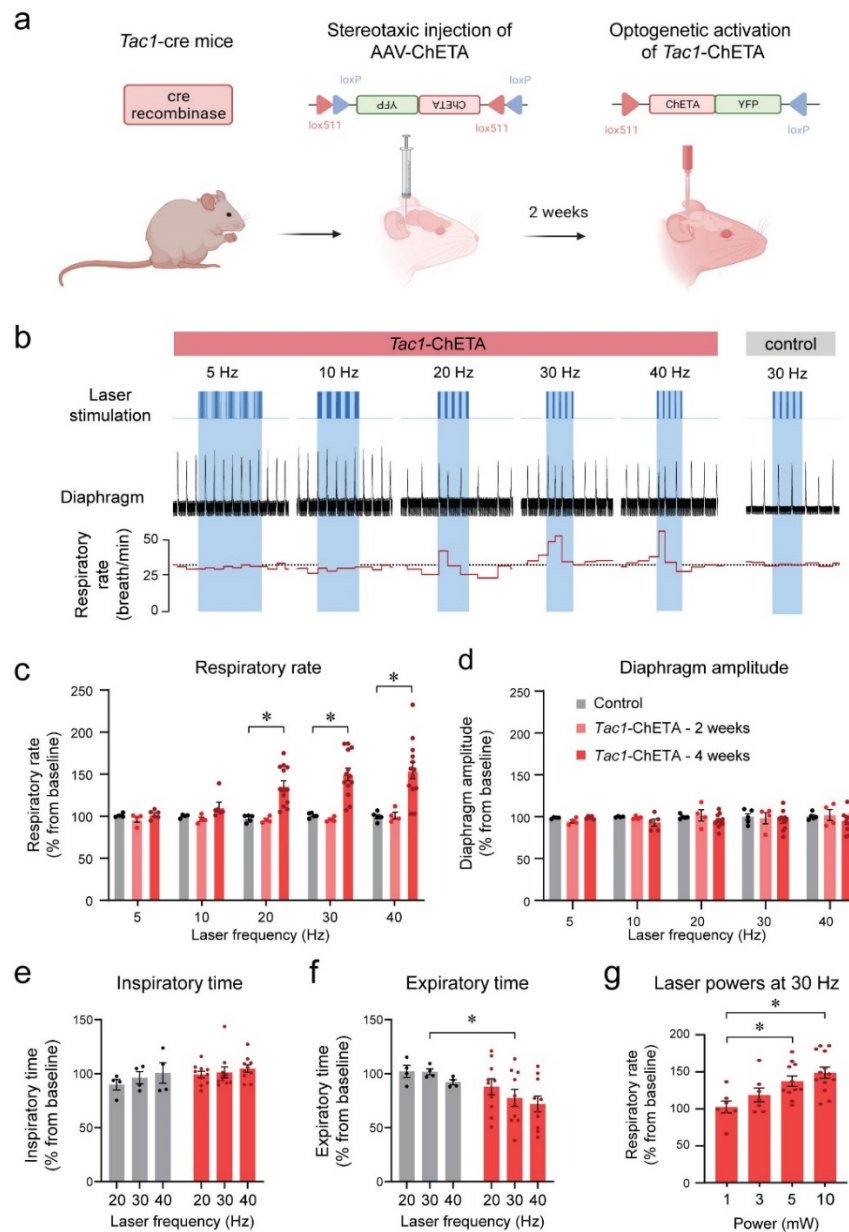 a
Tac1-cre mice
Stereotaxic injection of
AAV-ChETA
Optogenetic activation
of Tac1-ChETA
cre
recombinase
loxP
loxP
YFP
ChETA
lox511
lox511
ChETA
YFP
lox511
loxP
2 weeks
b
Tac1-ChETA
control
5 Hz
10 Hz
20 Hz
30 Hz
40 Hz
30 Hz
Laser
stimulation
Diaphragm
Respiratory
rate
(breath/min)
50
25
0
c
Respiratory rate
Respiratory rate
(% from baseline)
250
200
150
100
50
0
*
*
*
5
10
20
30
40
Laser frequency (Hz)
d
Diaphragm amplitude
Diaphragm amplitude
(% from baseline)
250
200
150
100
50
0
Control
Tac1-ChETA - 2 weeks
Tac1-ChETA - 4 weeks
5
10
20
30
40
Laser frequency (Hz)
e
Inspiratory time
Inspiratory time
(% from baseline)
150
100
50
0
20 30 40
20 30 40
Laser frequency (Hz)
f
Expiratory time
Expiratory time
(% from baseline)
150
100
50
0
*
20 30 40
20 30 40
Laser frequency (Hz)
g
Laser powers at 30 Hz
Respiratory rate
(% from baseline)
200
150
100
50
0
*
*
1
3
5
10
Power (mW)